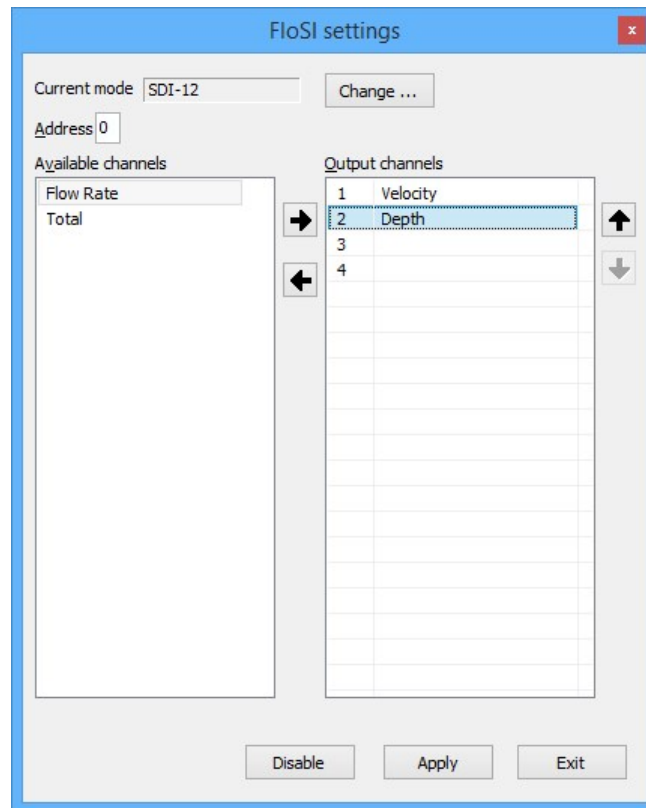 FloSI settings
x
Current mode SDI-12 Change ...
Address 0
Available channels Output channels
Flow Rate 1 Velocity
Total 2 Depth
3
4
Disable Apply Exit